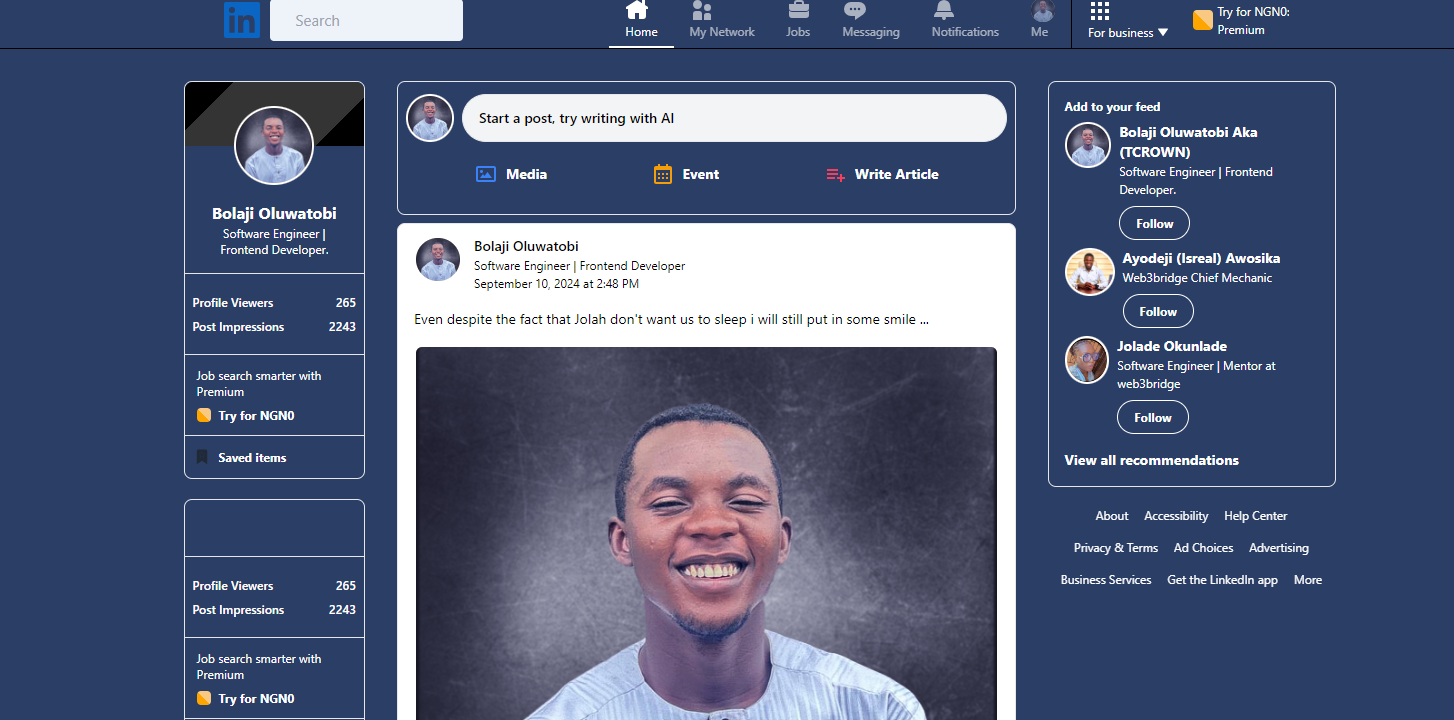 in
Search
Home
My Network
Jobs
Messaging
Notifications
Me
For business
Try for NGN0:
Premium
Bolaji Oluwatobi
Software Engineer |
Frontend Developer.
Profile Viewers 265
Post Impressions 2243
Job search smarter with
Premium
Try for NGN0
Saved items
Profile Viewers 265
Post Impressions 2243
Job search smarter with
Premium
Try for NGN0
Start a post, try writing with AI
Media
Event
Write Article
Bolaji Oluwatobi
Software Engineer | Frontend Developer
September 10, 2024 at 2:48 PM
Even despite the fact that Jolah don't want us to sleep i will still put in some smile ...
Add to your feed
Bolaji Oluwatobi Aka
(TCROWN)
Software Engineer | Frontend
Developer.
Follow
Ayodeji (Isreal) Awosika
Web3bridge Chief Mechanic
Follow
Jolade Okunlade
Software Engineer | Mentor at
web3bridge
Follow
View all recommendations
About Accessibility Help Center
Privacy & Terms Ad Choices Advertising
Business Services Get the LinkedIn app More